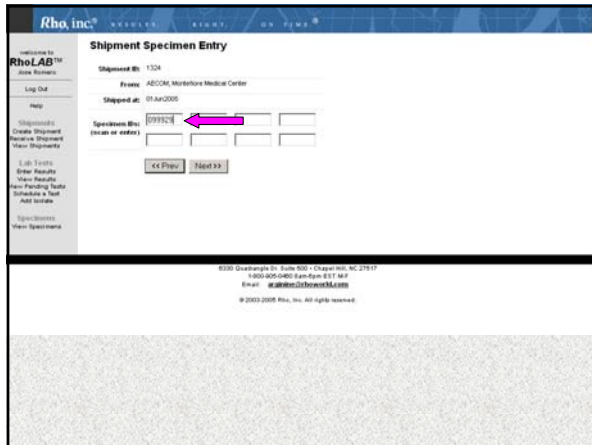 Rho, inc.® RESULTS. RIGHT. ON TIME.®
welcome to
RhoLAB™
Jose Romero
Log Out
Help
Shipments
Create Shipment
Receive Shipment
View Shipments
Lab Tests
Enter Results
View Results
View Pending Tests
Schedule a Test
Add Isolate
Specimens
View Specimens
Shipment Specimen Entry
Shipment ID: 1324
From: AECOM, Montefiore Medical Center
Shipped at: 01Jun2005
Specimen IDs: 099929
(scan or enter)
<< Prev Next >>
6330 Quadrangle Dr. Suite 500 • Chapel Hill, NC 27517
1-800-905-0460 8am-5pm EST M-F
Email: arginine@rhoworld.com
© 2003-2005 Rho, Inc. All rights reserved.